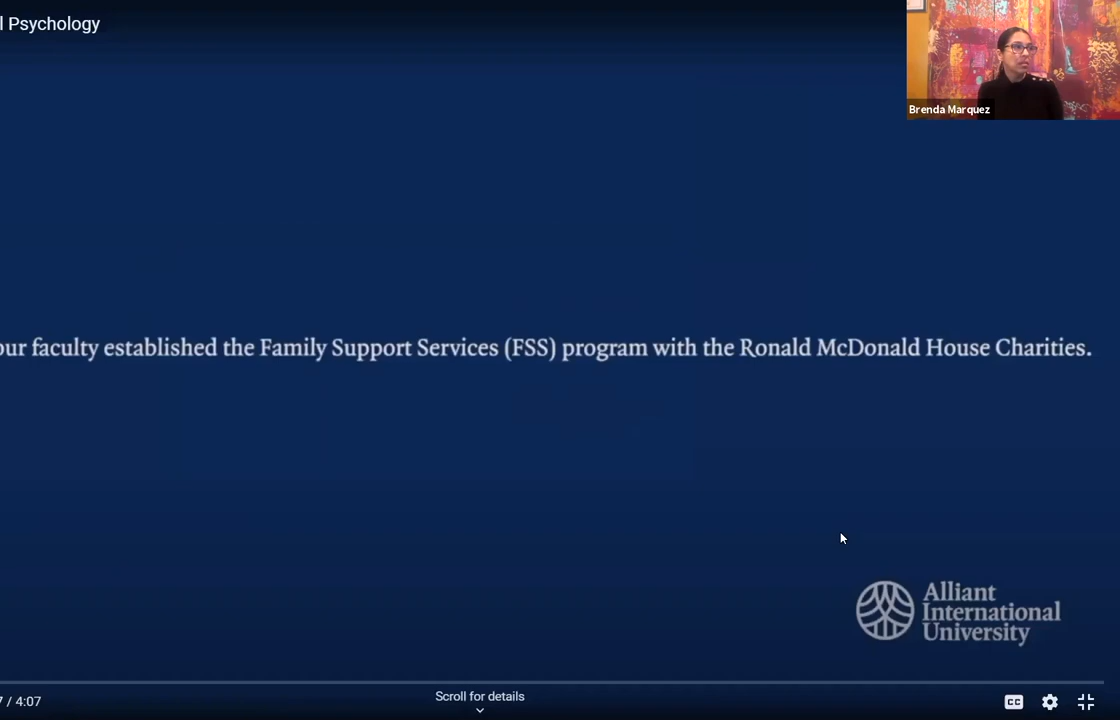 l Psychology
Brenda Marquez
our faculty established the Family Support Services (FSS) program with the Ronald McDonald House Charities.
Alliant
International
University
7 / 4:07
Scroll for details
CC